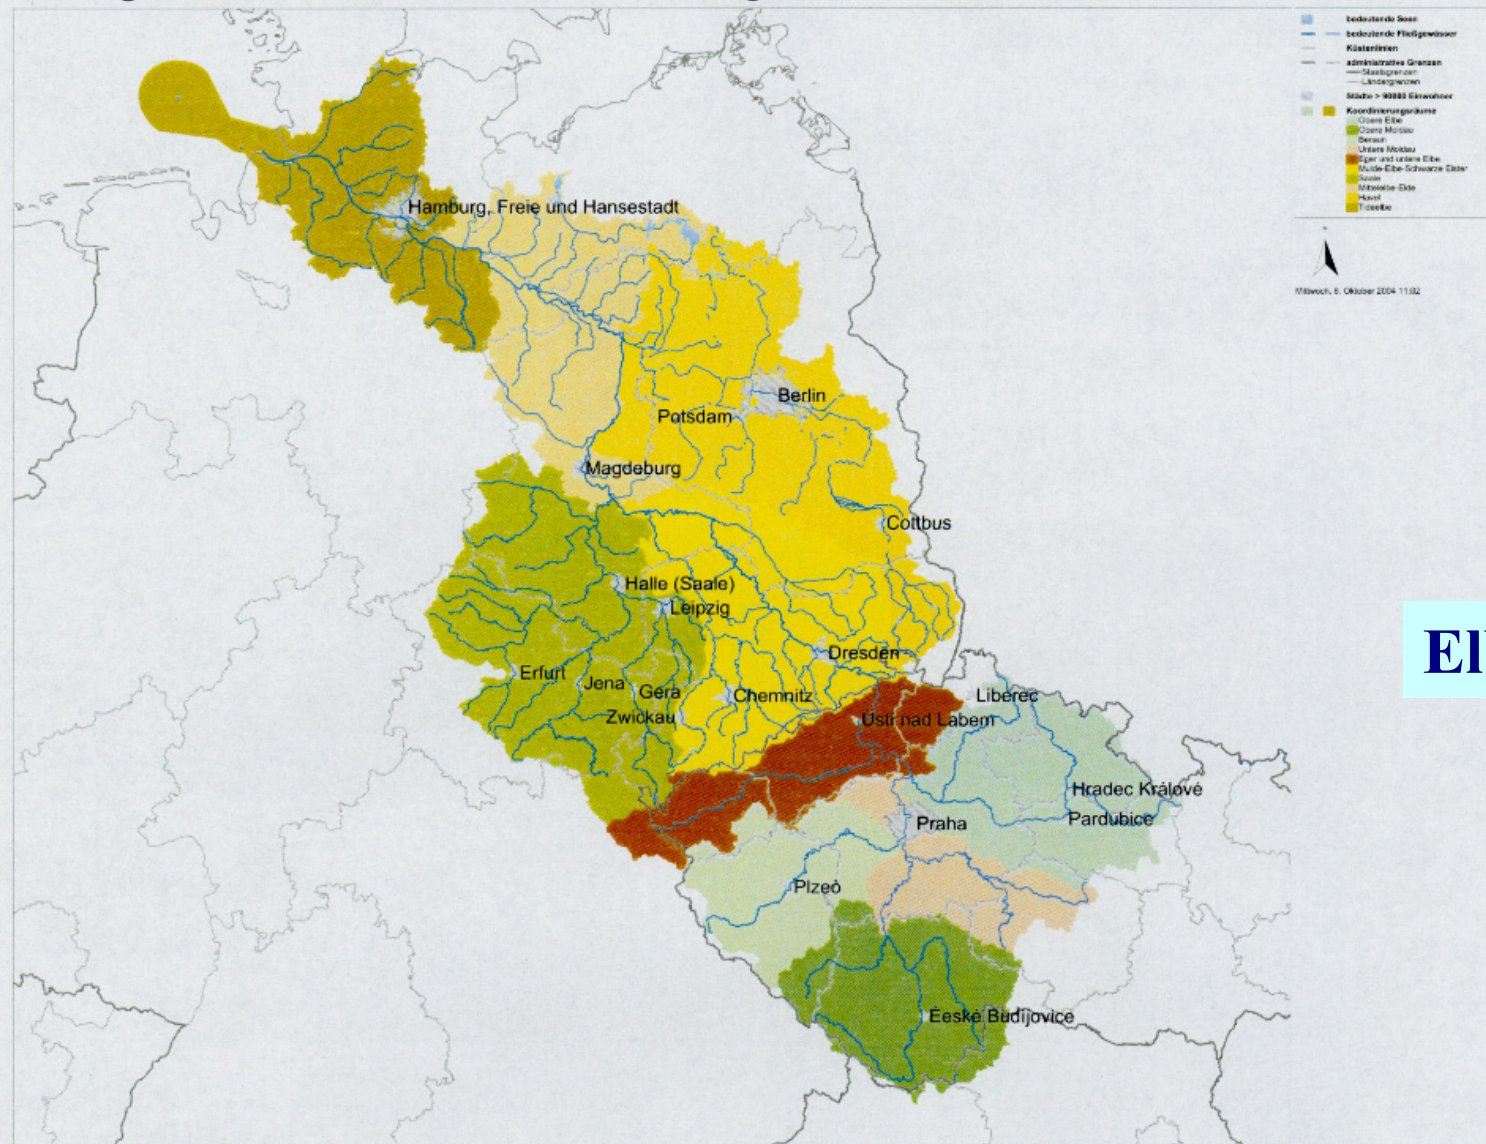 bedeutende Seen
bedeutende Fließgewässer
Küstenlinien
administrative Grenzen
Staatsgrenzen
Ländergrenzen
Städte > 90000 Einwohner
Koordinierungsräume
Obere Elbe
Obere Moldau
Beraun
Untere Moldau
Eger und untere Elbe
Mulde-Elbe-Schwarze Elster
Saale
Mittelelbe-Elde
Havel
Tideelbe
Mittwoch, 6. Oktober 2004 11:02
Hamburg, Freie und Hansestadt
Berlin
Potsdam
Magdeburg
Cottbus
Halle (Saale)
Leipzig
Dresden
Erfurt
Jena
Gera
Chemnitz
Zwickau
Liberec
Ústí nad Labem
Hradec Králové
Pardubice
Praha
Plzeò
Èeské Budìjovice
El